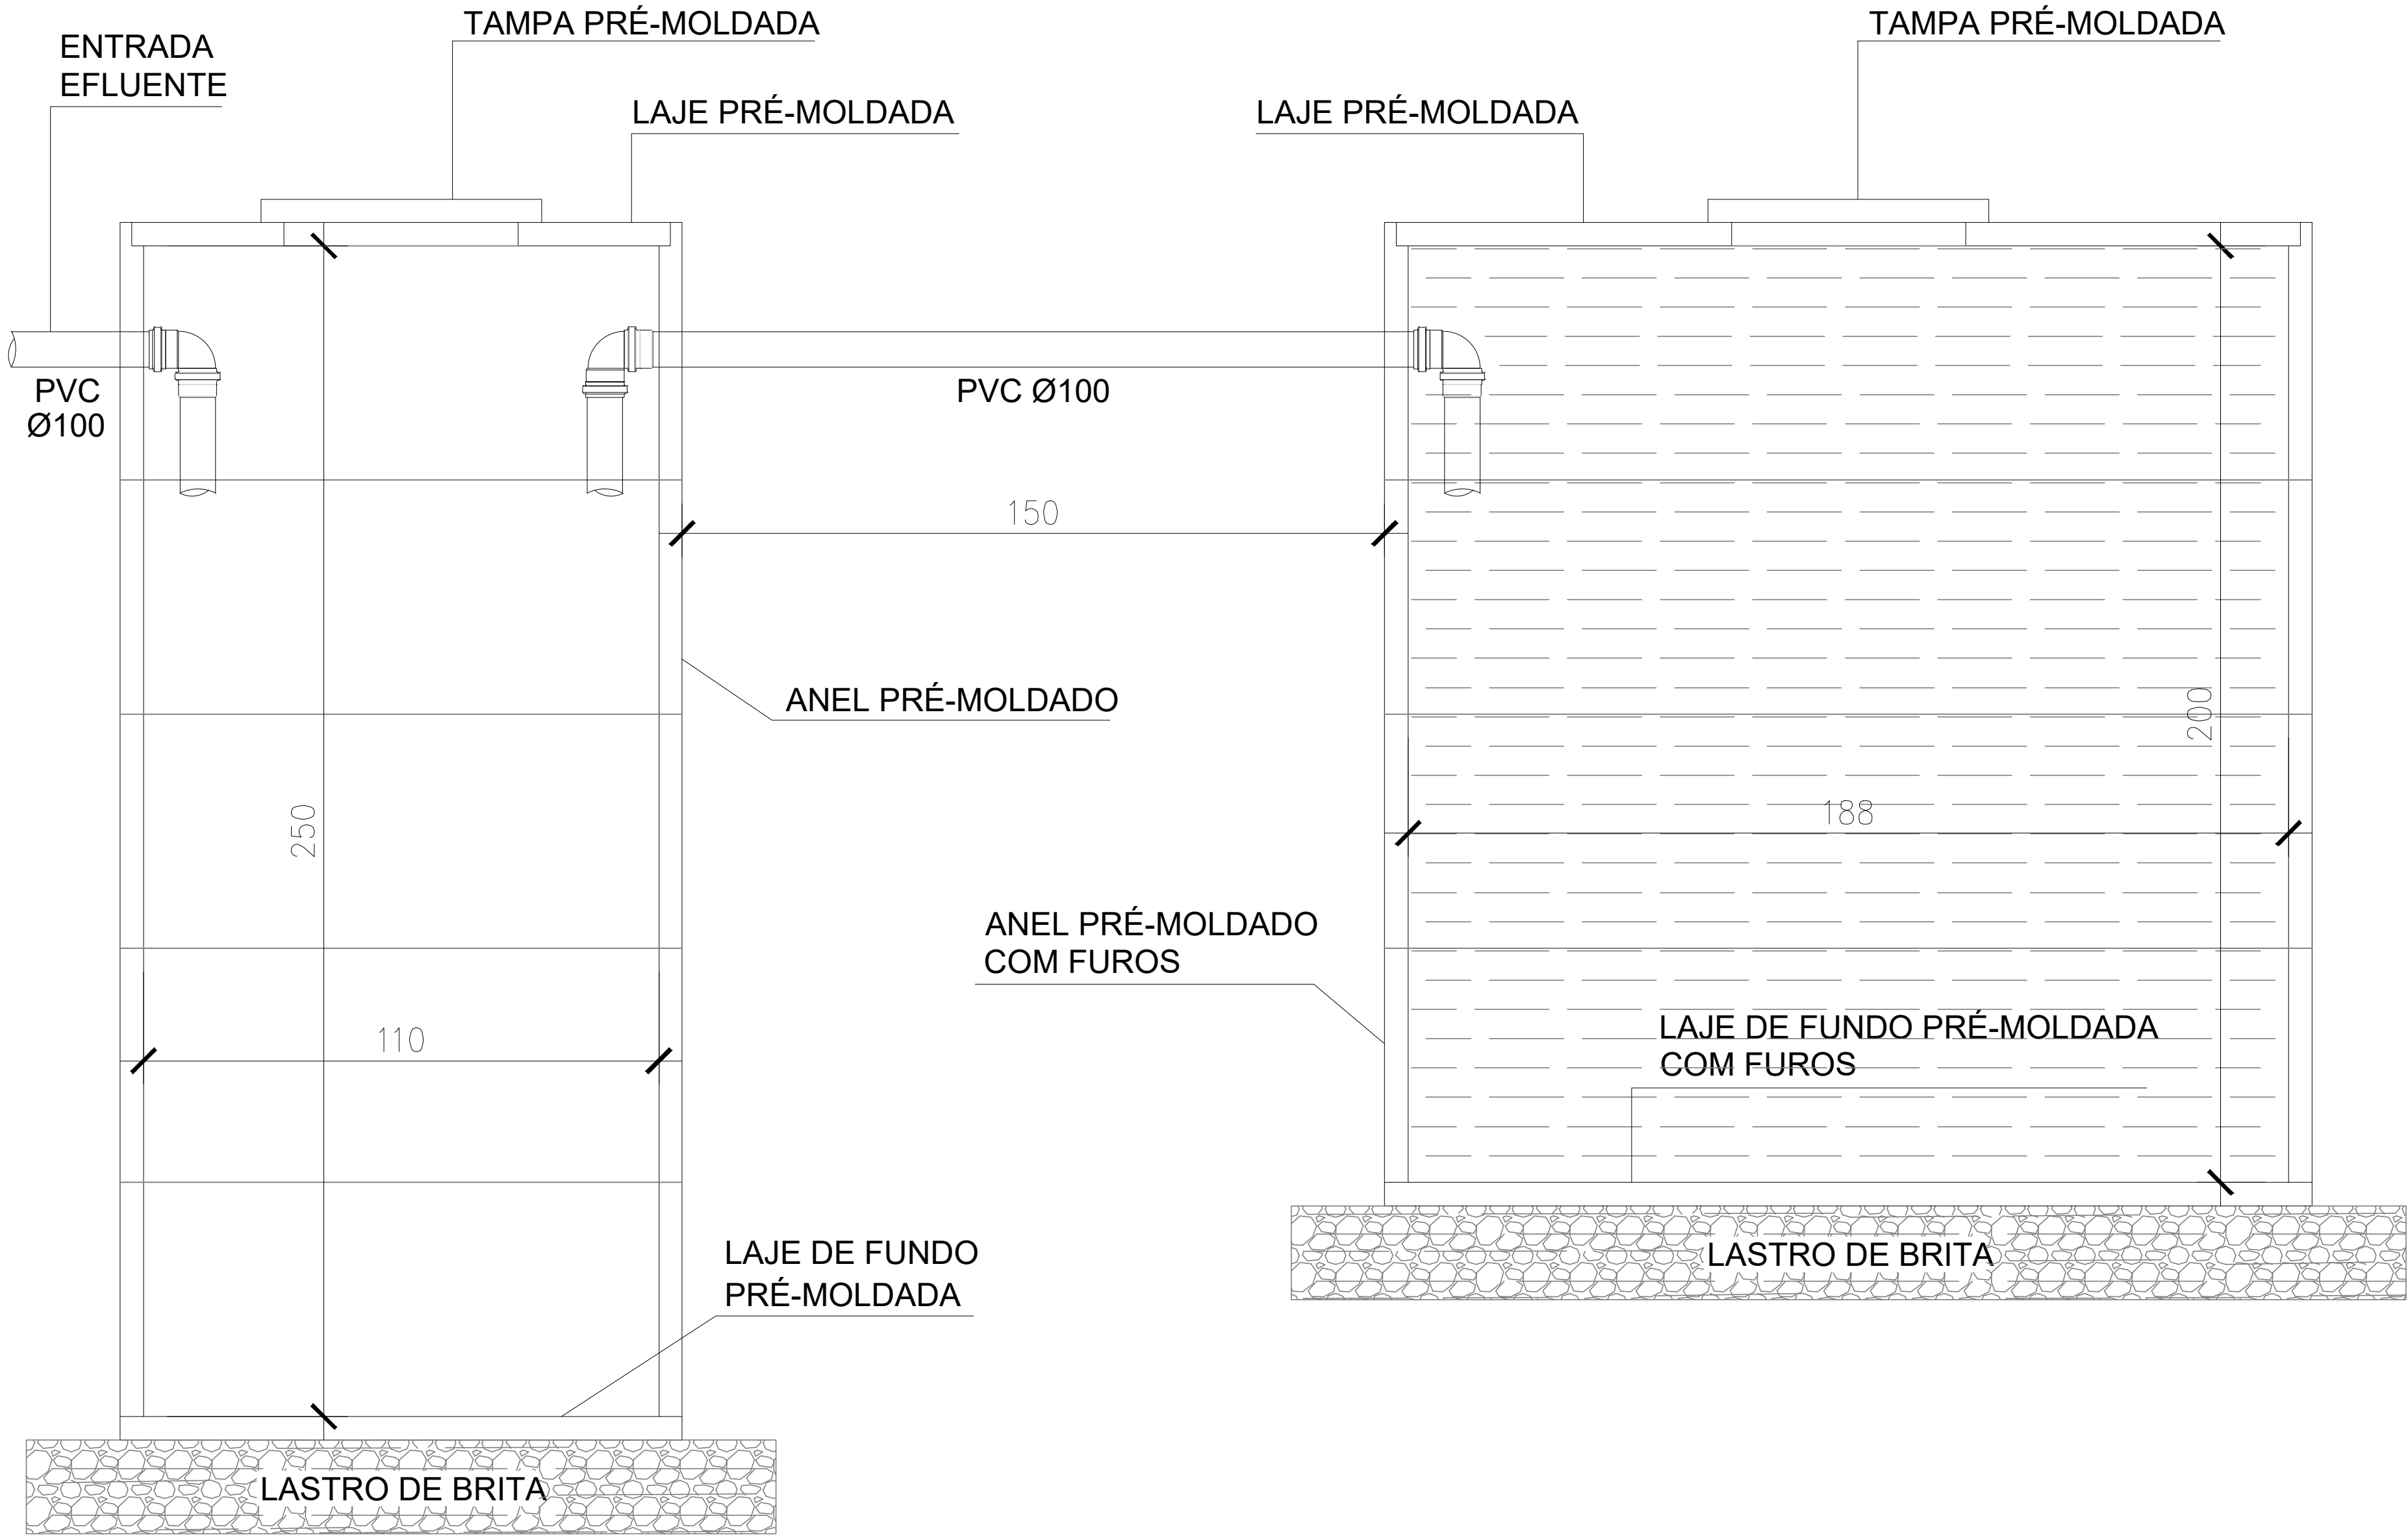 TAMPA PRÉ-MOLDADA
TAMPA PRÉ-MOLDADA
ENTRADA
EFLUENTE
LAJE PRÉ-MOLDADA
LAJE PRÉ-MOLDADA
PVC
Ø100
PVC Ø100
150
ANEL PRÉ-MOLDADO
200
250
188
ANEL PRÉ-MOLDADO
COM FUROS
110
LAJE DE FUNDO PRÉ-MOLDADA
COM FUROS
LAJE DE FUNDO
PRÉ-MOLDADA
LASTRO DE BRITA
LASTRO DE BRITA